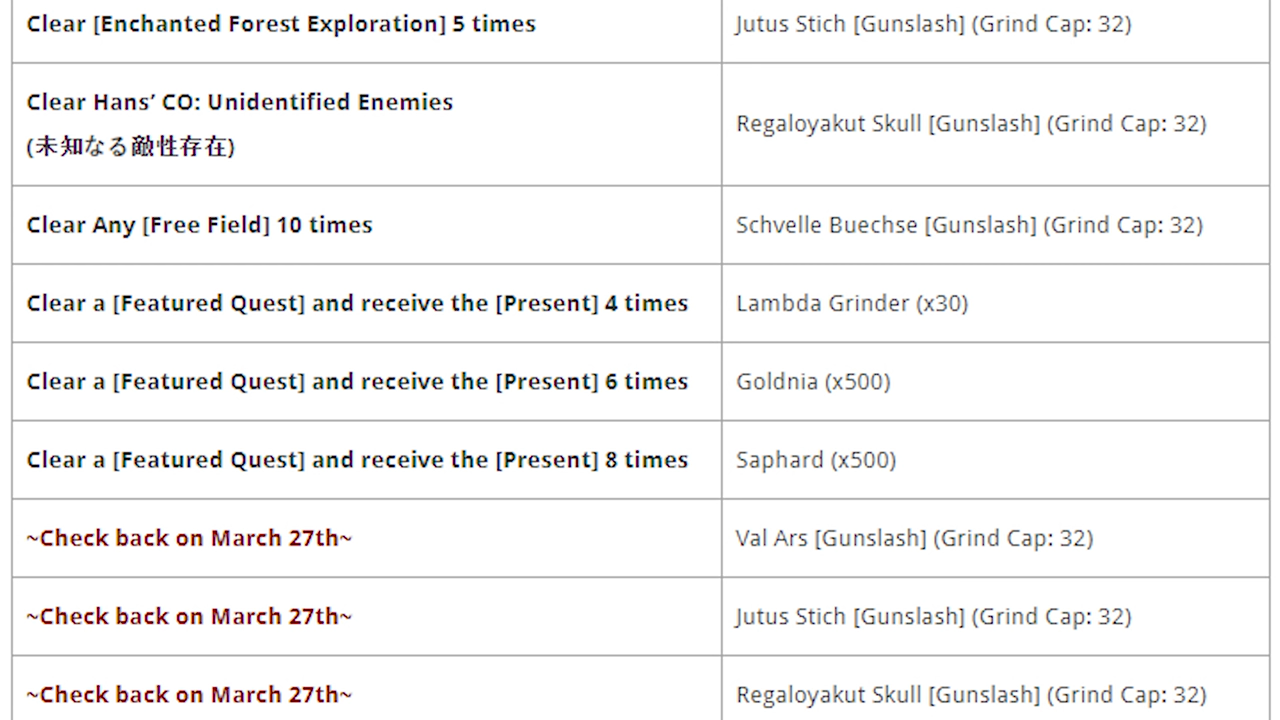 Clear [Enchanted Forest Exploration] 5 times
Jutus Stich [Gunslash] (Grind Cap: 32)
Clear Hans’ CO: Unidentified Enemies
(未知なる敵性存在)
Regaloyakut Skull [Gunslash] (Grind Cap: 32)
Clear Any [Free Field] 10 times
Schvelle Buechse [Gunslash] (Grind Cap: 32)
Clear a [Featured Quest] and receive the [Present] 4 times
Lambda Grinder (x30)
Clear a [Featured Quest] and receive the [Present] 6 times
Goldnia (x500)
Clear a [Featured Quest] and receive the [Present] 8 times
Saphard (x500)
~Check back on March 27th~
Val Ars [Gunslash] (Grind Cap: 32)
~Check back on March 27th~
Jutus Stich [Gunslash] (Grind Cap: 32)
~Check back on March 27th~
Regaloyakut Skull [Gunslash] (Grind Cap: 32)